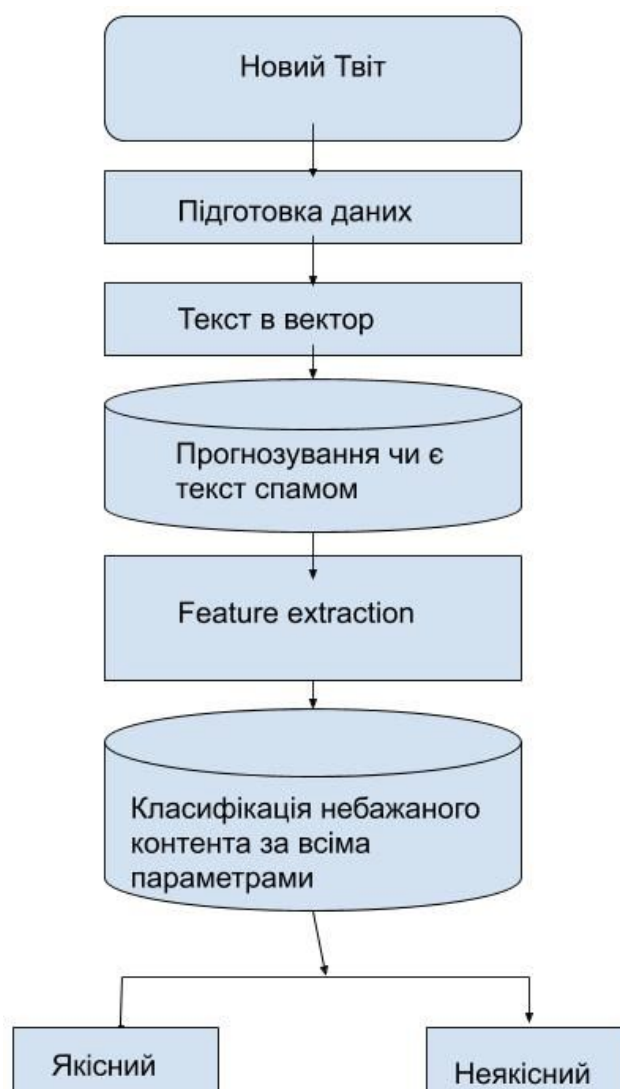 Новий Твіт
Підготовка даних
Текст в вектор
Прогнозування чи є
текст спамом
Feature extraction
Класифікація небажаного
контента за всіма
параметрами
Якісний
Неякісний